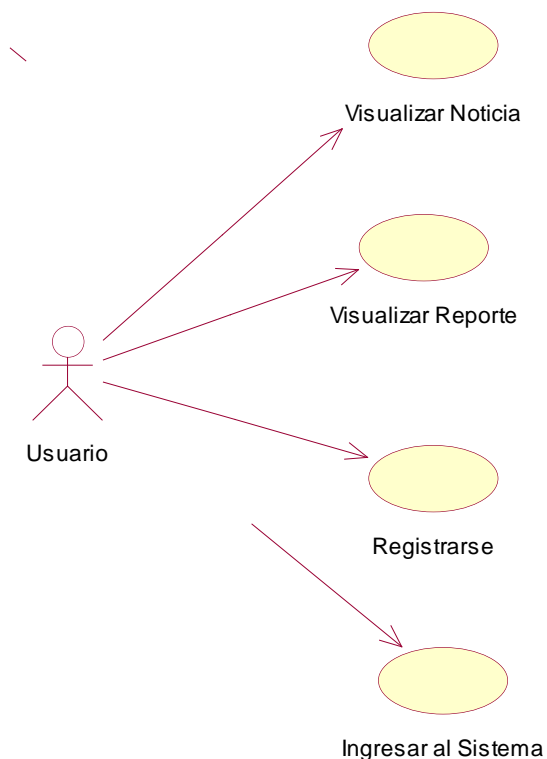 Visualizar Noticia
Visualizar Reporte
Usuario
Registrarse
Ingresar al Sistema